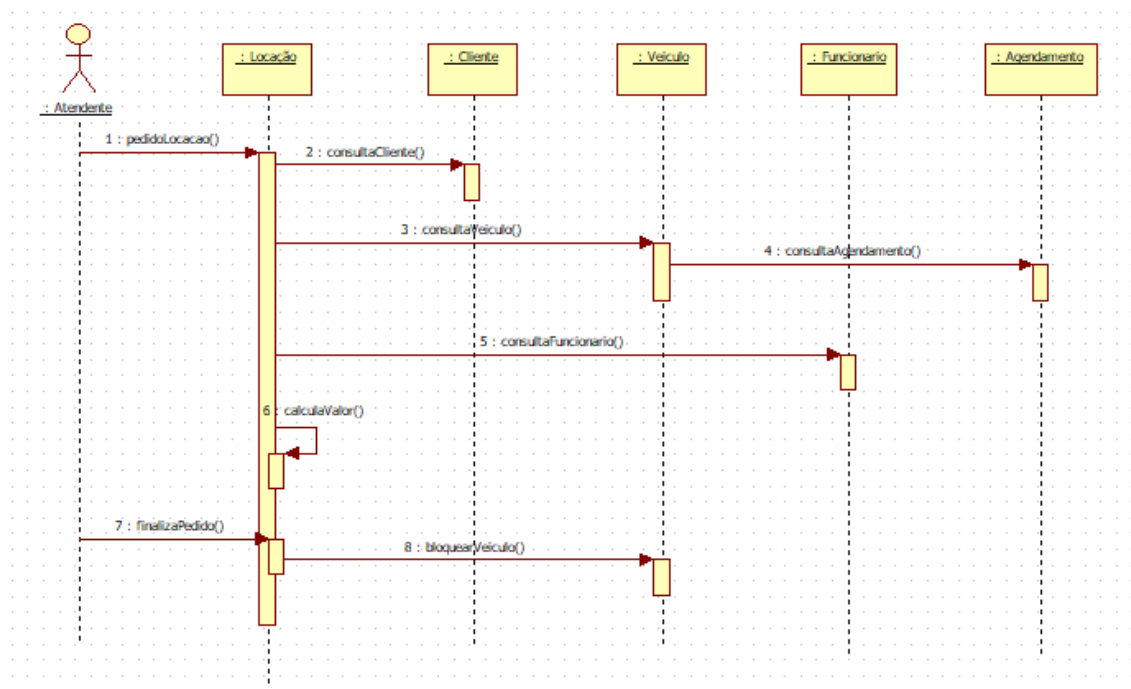 : Locação
: Cliente
: Veiculo
: Funcionario
: Agendamento
: Atendente
1 : pedidoLocacao()
2 : consultaCliente()
3 : consultaVeiculo()
4 : consultaAgendamento()
5 : consultaFuncionario()
6 : calculaValor()
7 : finalizaPedido()
8 : bloquearVeiculo()